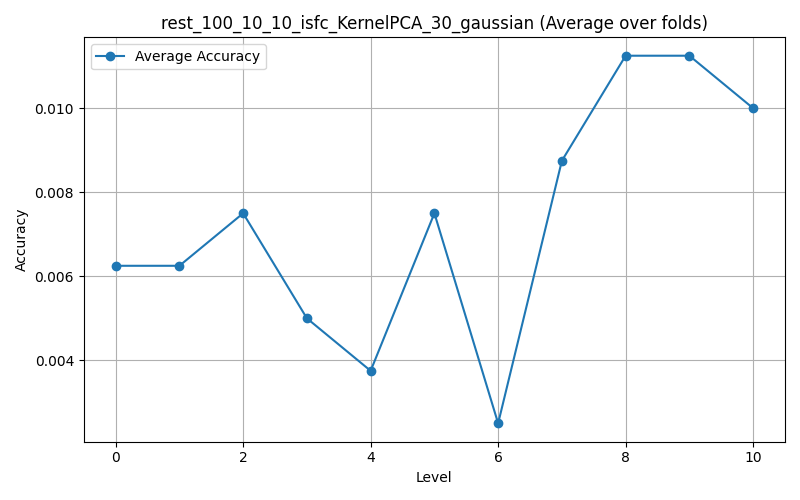 rest_100_10_10_isfc_KernelPCA_30_gaussian (Average over folds)
Average Accuracy
0.010
0.008
0.006
0.004
Accuracy
0 2 4 6 8 10
Level